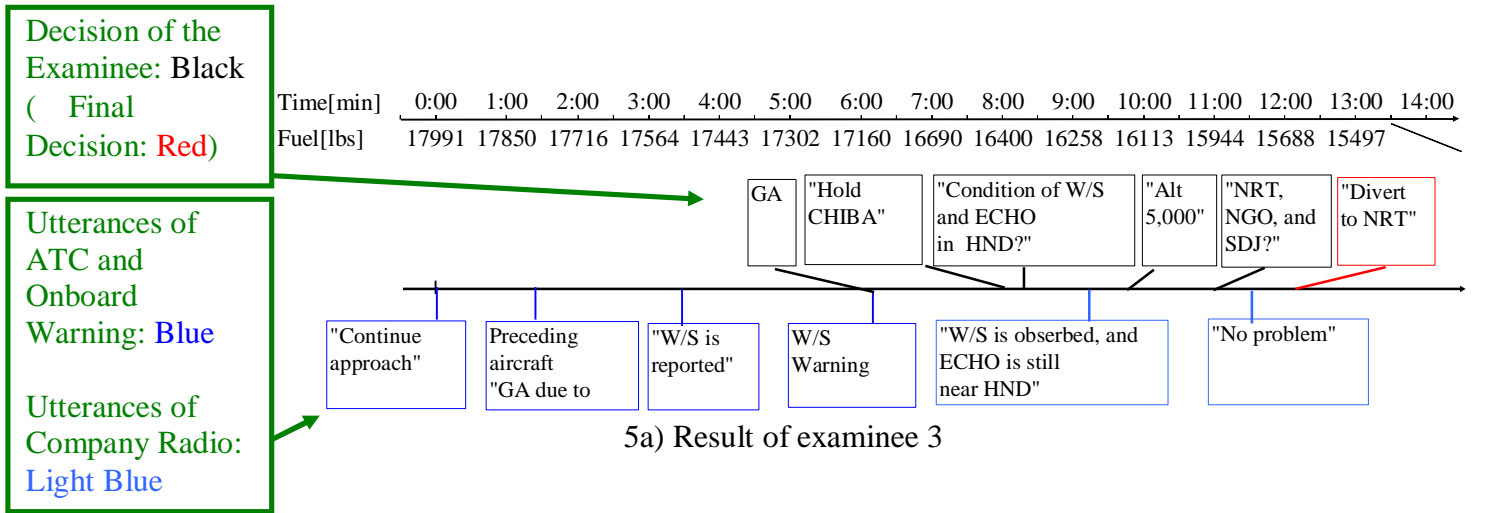 Decision of the
Examinee: Black
( Final
Decision: Red)
Time[min] 0:00 1:00 2:00 3:00 4:00 5:00 6:00 7:00 8:00 9:00 10:00 11:00 12:00 13:00 14:00
Fuel[lbs] 17991 17850 17716 17564 17443 17302 17160 16690 16400 16258 16113 15944 15688 15497
GA
"Hold
CHIBA"
"Condition of W/S
and ECHO
in HND?"
"Alt
5,000"
"NRT,
NGO, and
SDJ?"
"Divert
to NRT"
Utterances of
ATC and
Onboard
Warning: Blue
Utterances of
Company Radio:
Light Blue
"Continue
approach"
Preceding
aircraft
"GA due to
"W/S is
reported"
W/S
Warning
"W/S is obserbed, and
ECHO is still
near HND"
"No problem"
5a) Result of examinee 3